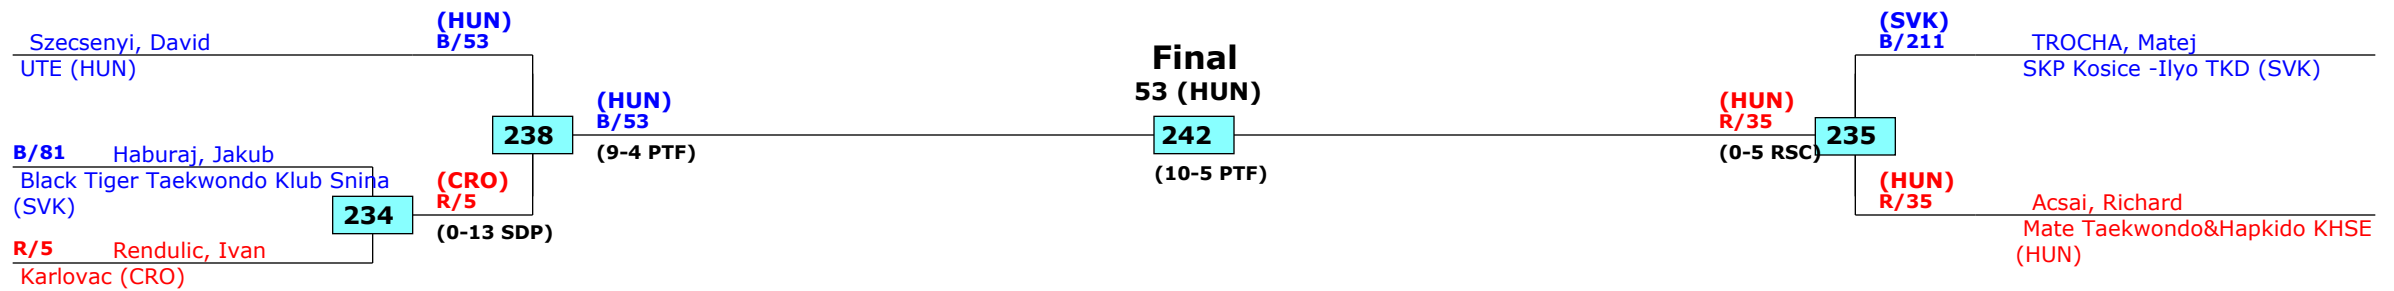 (HUN)
B/53
Szecsenyi, David
UTE (HUN)
B/81 Haburaj, Jakub
Black Tiger Taekwondo Klub Snina
(SVK)
234
R/5 Rendulic, Ivan
Karlovac (CRO)
(CRO)
R/5
(0-13 SDP)
238
(HUN)
B/53
(9-4 PTF)
Final
53 (HUN)
242
(10-5 PTF)
(HUN)
R/35
(0-5 RSC)
235
(SVK)
B/211
TROCHA, Matej
SKP Kosice -Ilyo TKD (SVK)
(HUN)
R/35
Acsai, Richard
Mate Taekwondo&Hapkido KHSE
(HUN)